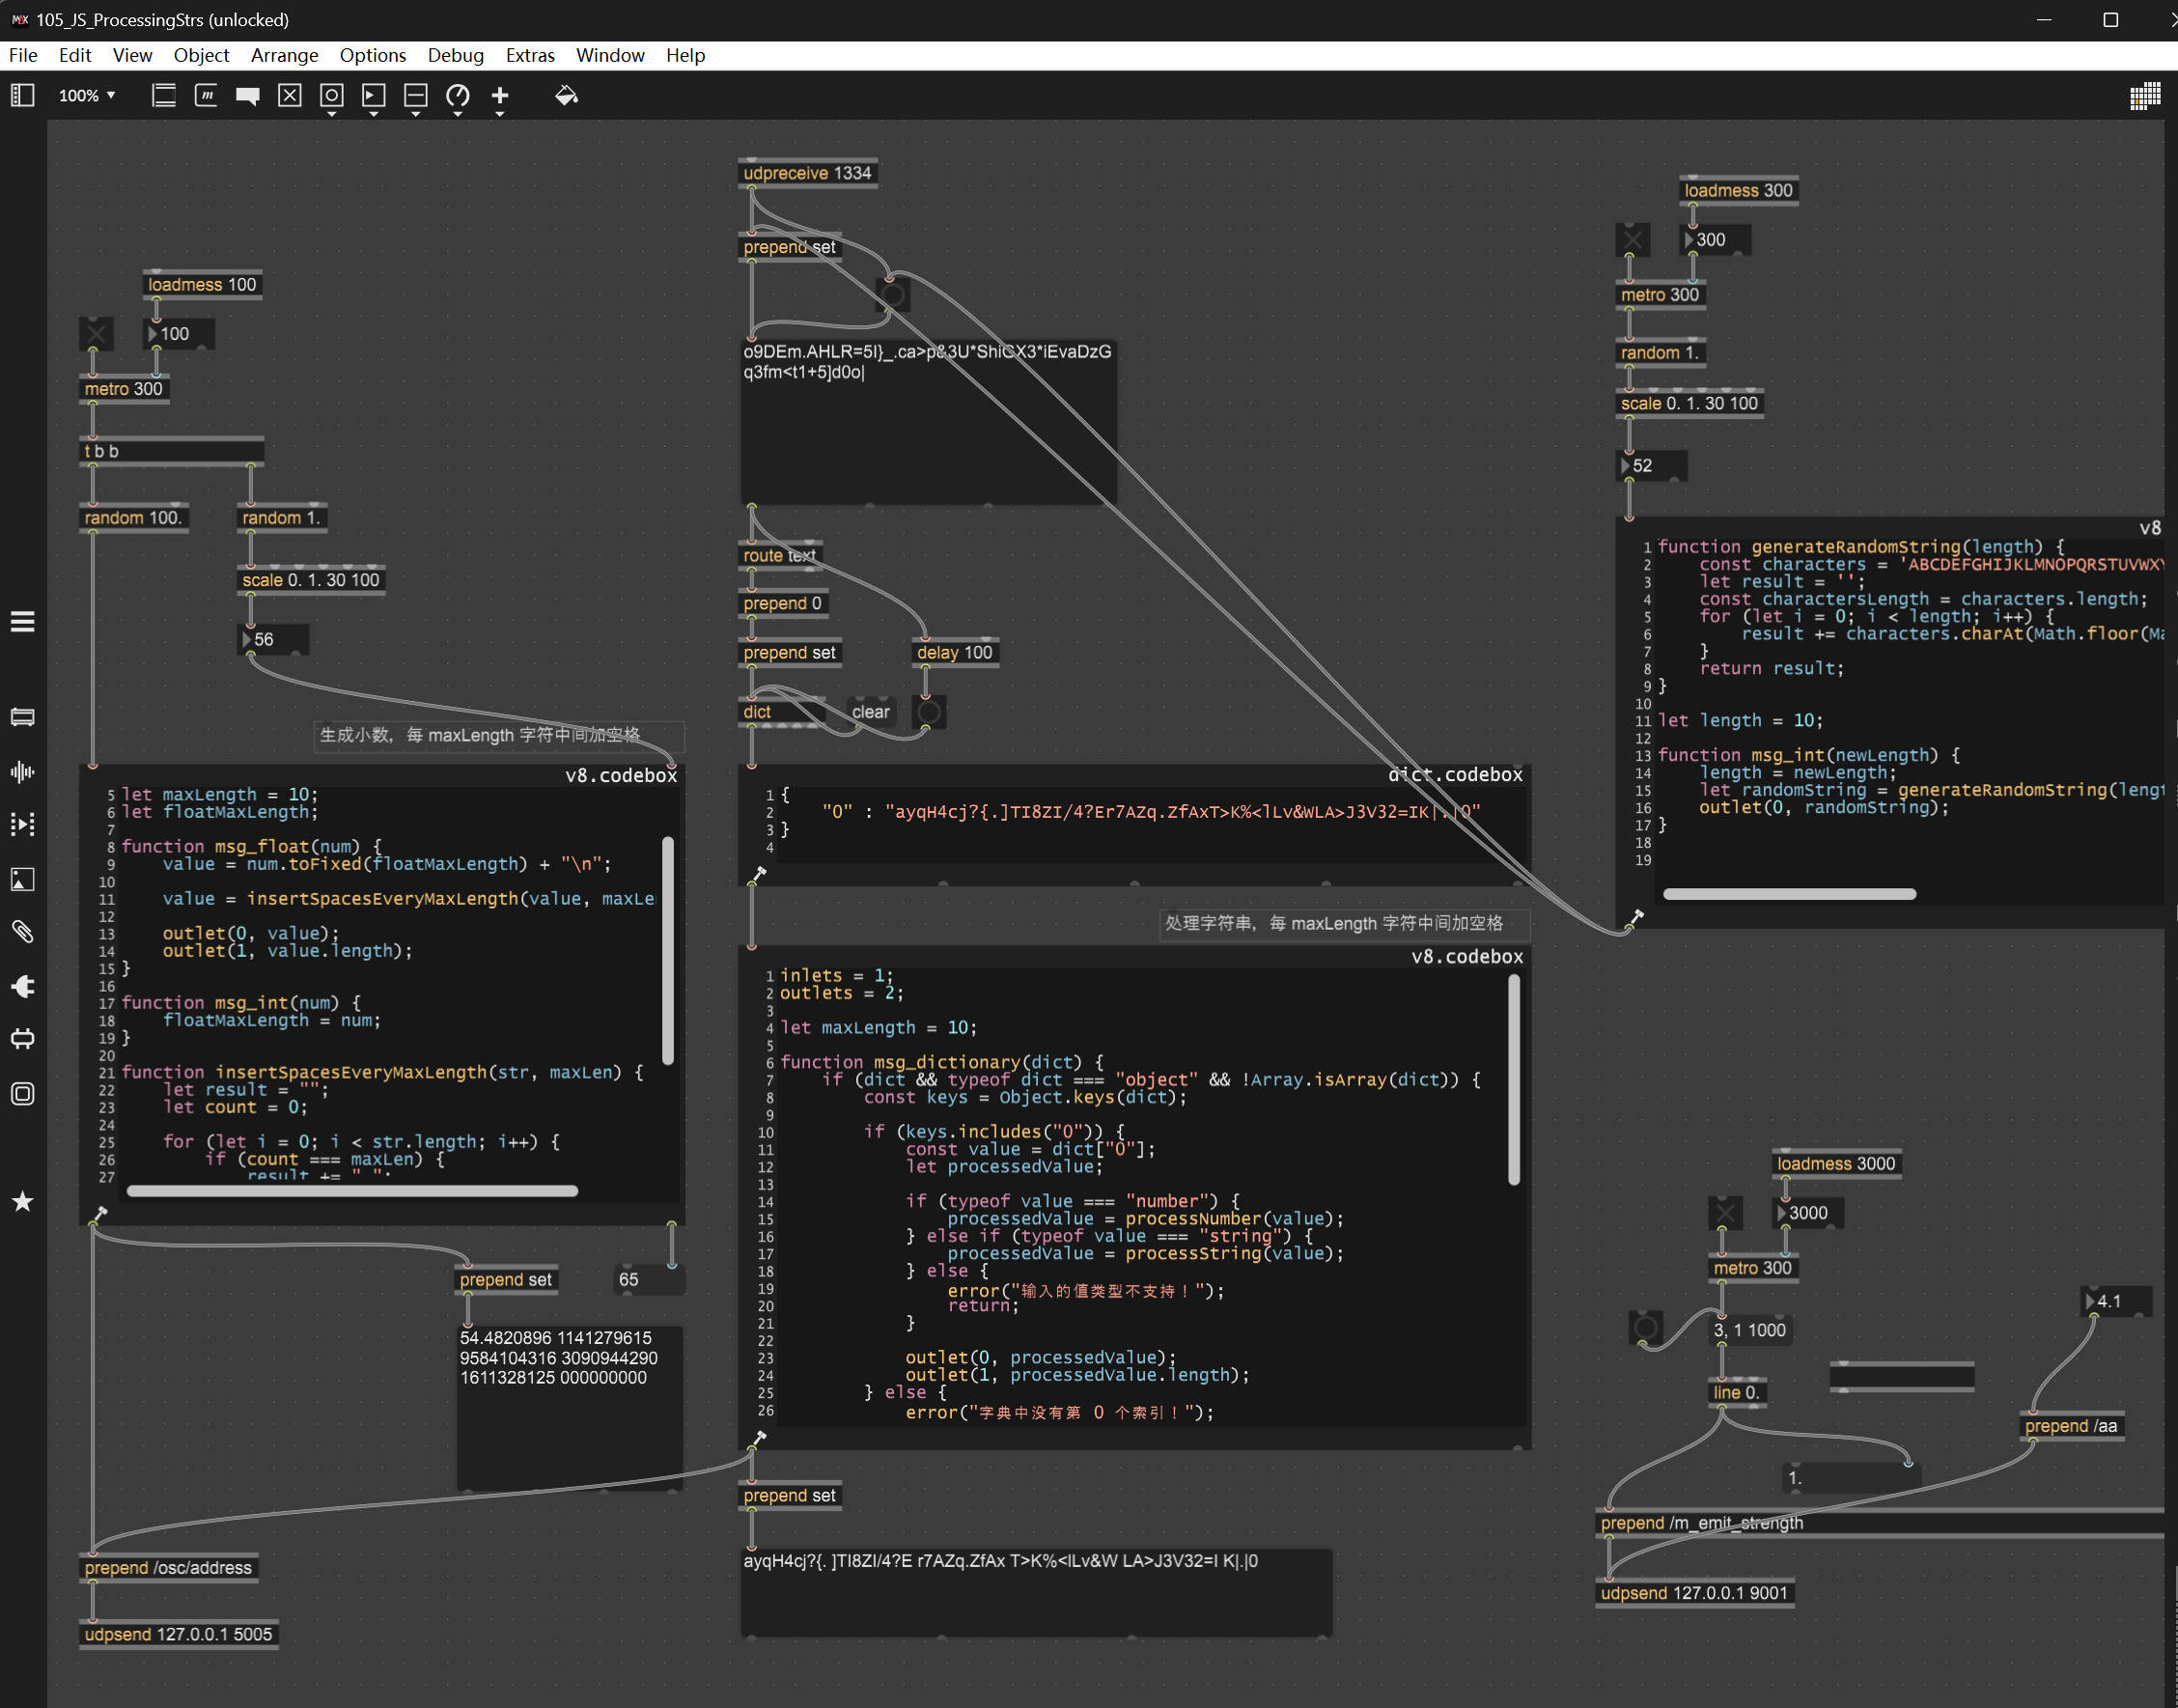 105_JS_ProcessingStrs (unlocked)
File Edit View Object Arrange Options Debug Extras Window Help
100%
loadmess 100
100
metro 300
t b b
random 100.
random 1.
scale 0. 1. 30 100
56
生成小数，每 maxLength 字符中间加空格
v8.codebox
5 let maxLength = 10;
6 let floatMaxLength;
7
8 function msg_float(num) {
9 value = num.toFixed(floatMaxLength) + "\n";
10
11 value = insertSpacesEveryMaxLength(value, maxLe
12
13 outlet(0, value);
14 outlet(1, value.length);
15 }
16
17 function msg_int(num) {
18 floatMaxLength = num;
19 }
20
21 function insertSpacesEveryMaxLength(str, maxLen) {
22 let result = "";
23 let count = 0;
24
25 for (let i = 0; i < str.length; i++) {
26 if (count === maxLen) {
27 result += " ";
prepend set
65
54.4820896 1141279615
9584104316 3090944290
1611328125 000000000
prepend /osc/address
udpsend 127.0.0.1 5005
udpreceive 1334
prepend set
o9DEm.AHLR=5I}_.ca>p&3U*ShiGX3*iEvaDzG
q3fm<t1+5]d0o|
route text
prepend 0
prepend set
delay 100
dict
clear
dict.codebox
1 {
2 "0" : "ayqH4cj?{.]TI8ZI/4?Er7AZq.ZfAxT>K%<lLv&WLA>J3V32=IK|.|0"
3 }
4
处理字符串，每 maxLength 字符中间加空格
v8.codebox
1 inlets = 1;
2 outlets = 2;
3
4 let maxLength = 10;
5
6 function msg_dictionary(dict) {
7 if (dict && typeof dict === "object" && !Array.isArray(dict)) {
8 const keys = Object.keys(dict);
9
10 if (keys.includes("0")) {
11 const value = dict["0"];
12 let processedValue;
13
14 if (typeof value === "number") {
15 processedValue = processNumber(value);
16 } else if (typeof value === "string") {
17 processedValue = processString(value);
18 } else {
19 error("输入的值类型不支持！");
20 return;
21 }
22
23 outlet(0, processedValue);
24 outlet(1, processedValue.length);
25 } else {
26 error("字典中没有第 0 个索引！");
prepend set
ayqH4cj?{. ]TI8ZI/4?E r7AZq.ZfAx T>K%<lLv&W LA>J3V32=I K|.|0
loadmess 300
300
metro 300
random 1.
scale 0. 1. 30 100
52
v8
1 function generateRandomString(length) {
2 const characters = 'ABCDEFGHIJKLMNOPQRSTUVWXY
3 let result = '';
4 const charactersLength = characters.length;
5 for (let i = 0; i < length; i++) {
6 result += characters.charAt(Math.floor(Ma
7 }
8 return result;
9 }
10
11 let length = 10;
12
13 function msg_int(newLength) {
14 length = newLength;
15 let randomString = generateRandomString(lengt
16 outlet(0, randomString);
17 }
18
19
loadmess 3000
3000
metro 300
3, 1 1000
line 0.
4.1
prepend /aa
1.
prepend /m_emit_strength
udpsend 127.0.0.1 9001